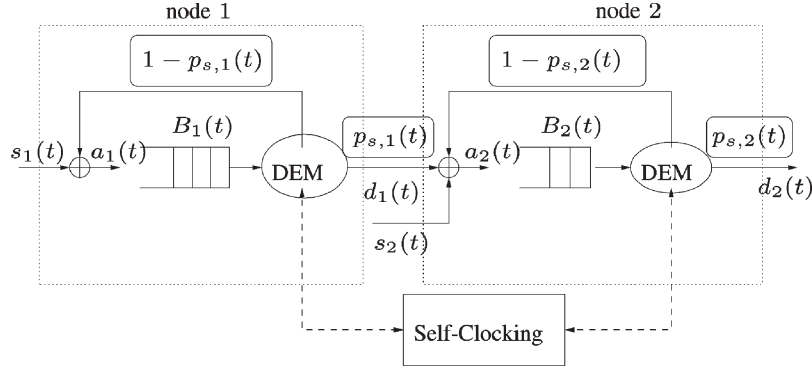 node 1
node 2
1 − p_{s,1}(t)
1 − p_{s,2}(t)
s_1(t)
a_1(t)
B_1(t)
DEM
p_{s,1}(t)
d_1(t)
a_2(t)
s_2(t)
B_2(t)
DEM
p_{s,2}(t)
d_2(t)
Self-Clocking